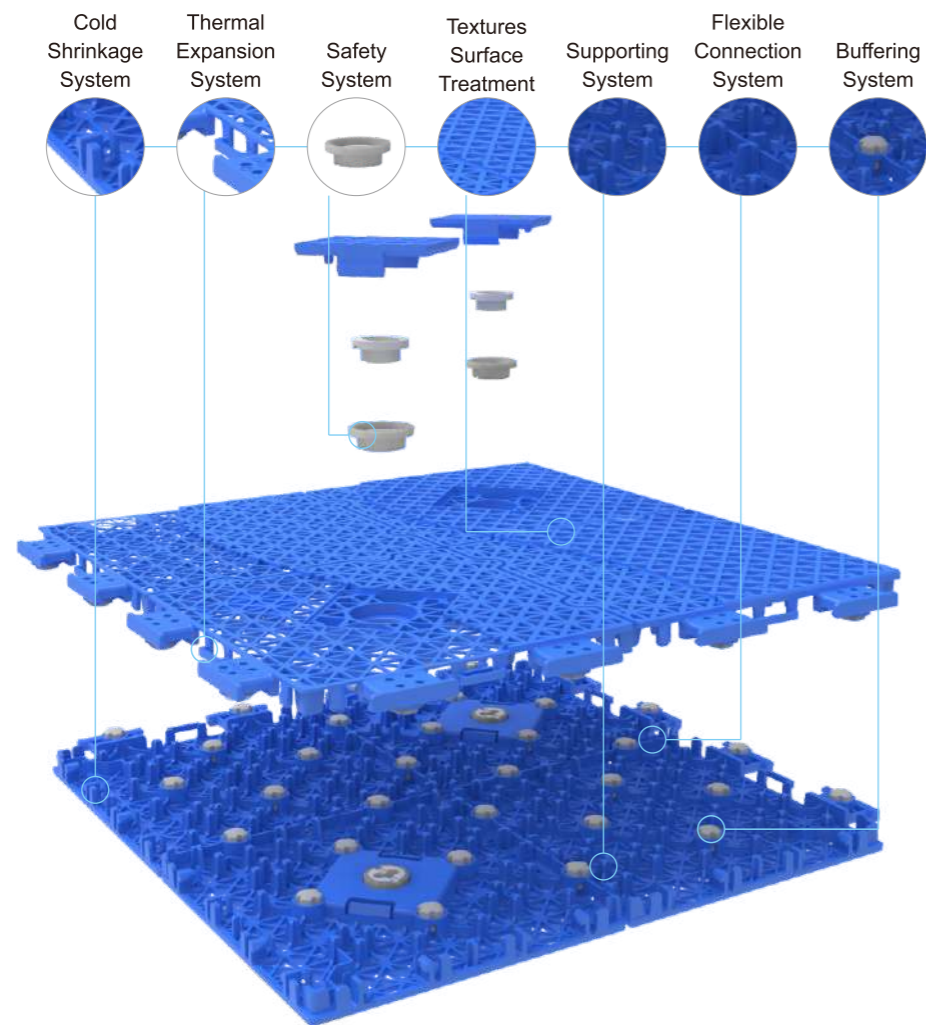 Cold
Shrinkage
System
Thermal
Expansion
System
Safety
System
Textures
Surface
Treatment
Supporting
System
Flexible
Connection
System
Buffering
System